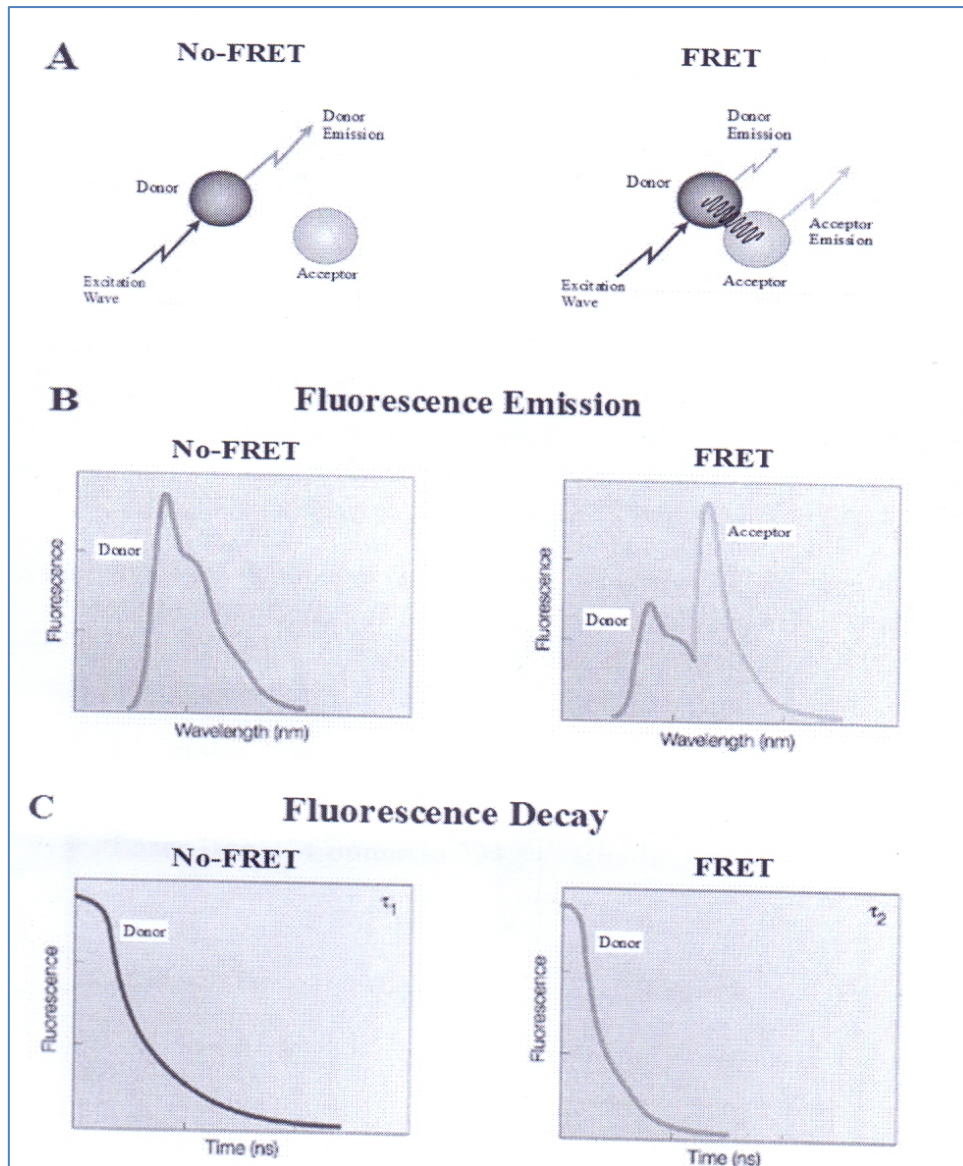 A
No-FRET
FRET
Donor
Emission
Donor
Excitation
Wave
Acceptor
Donor
Emission
Donor
Acceptor
Emission
Excitation
Wave
Acceptor
B
Fluorescence Emission
No-FRET
FRET
Donor
Fluorescence
Wavelength (nm)
Acceptor
Donor
Fluorescence
Wavelength (nm)
C
Fluorescence Decay
No-FRET
FRET
τ1
Donor
Fluorescence
Time (ns)
τ2
Donor
Fluorescence
Time (ns)